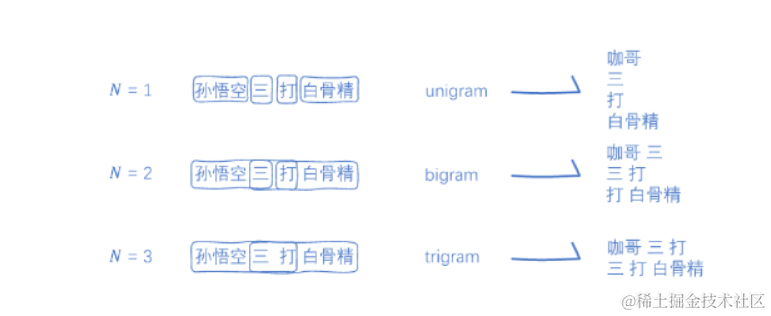 N = 1 孙悟空 三 打 白骨精 unigram 咖哥
三
打
白骨精
N = 2 孙悟空 三 打 白骨精 bigram 咖哥 三
三 打
打 白骨精
N = 3 孙悟空 三 打 白骨精 trigram 咖哥 三 打
三 打 白骨精
@稀土掘金技术社区